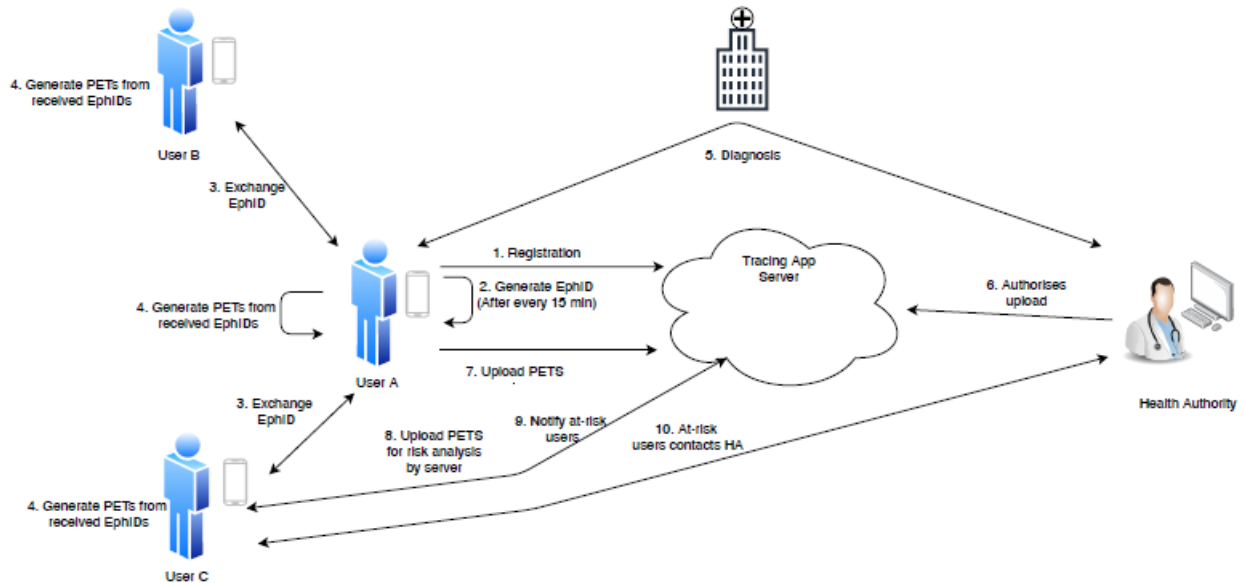 4. Generate PETs from
received EphIDs
User B
5. Diagnosis
3. Exchange
EphID
1. Registration
Tracing App
Server
2. Generate EphID
(After every 15 min)
6. Authorises
upload
4. Generate PETs from
received EphIDs
7. Upload PETS
User A
Health Authority
3. Exchange
EphID
8. Upload PETS
for risk analysis
by server
9. Notify at-risk
users
10. At-risk
users contacts HA
4. Generate PETs from
received EphIDs
User C